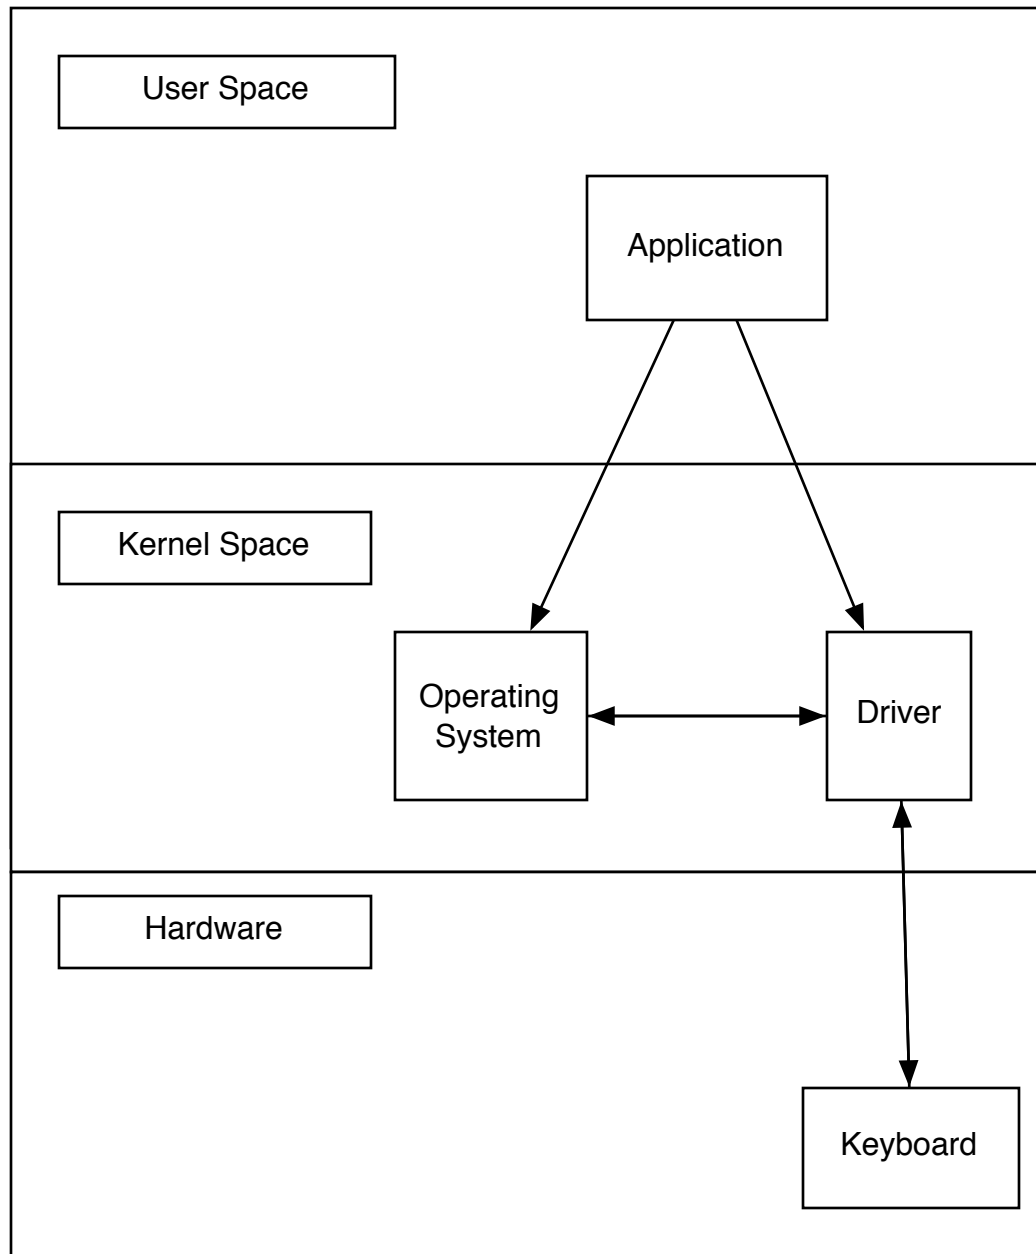 User Space
Application
Kernel Space
Operating
System
Driver
Hardware
Keyboard